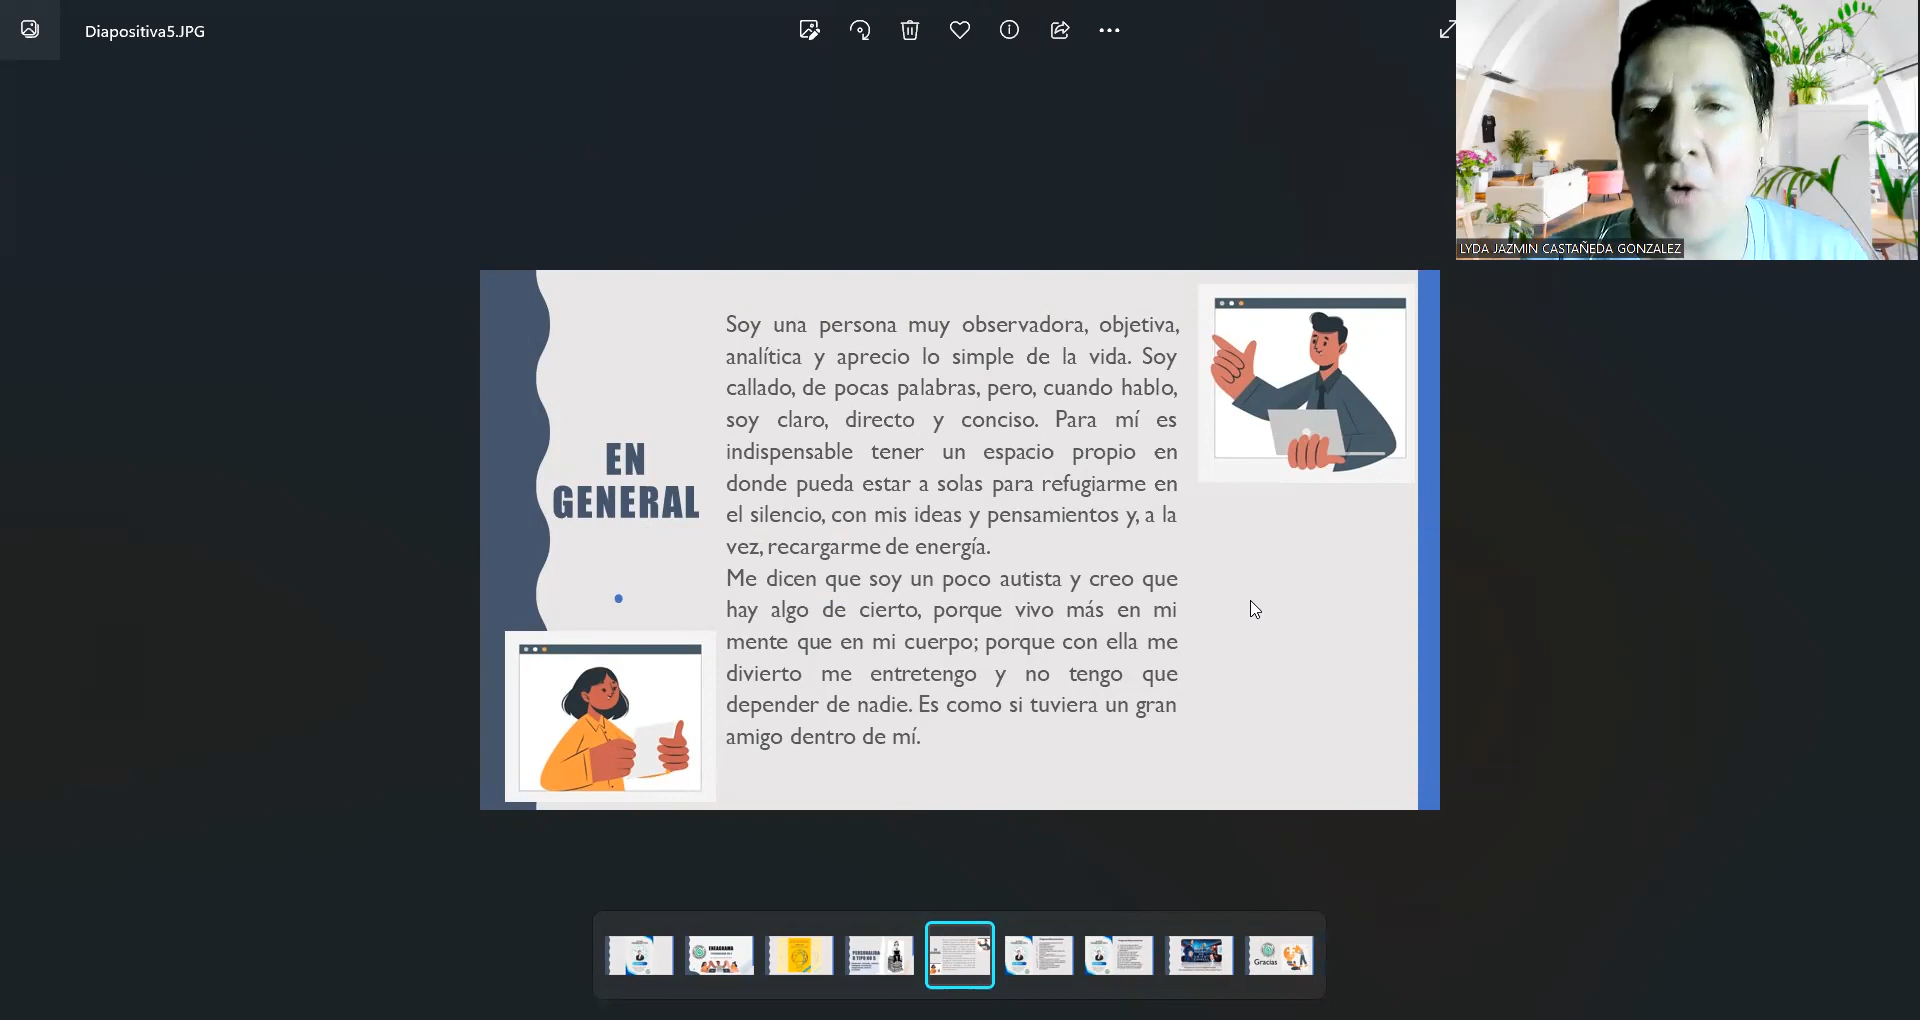 Diapositiva5.JPG
LYDA JAZMIN CASTAÑEDA GONZALEZ
EN
GENERAL
Soy una persona muy observadora, objetiva,
analítica y aprecio lo simple de la vida. Soy
callado, de pocas palabras, pero, cuando hablo,
soy claro, directo y conciso. Para mí es
indispensable tener un espacio propio en
donde pueda estar a solas para refugiarme en
el silencio, con mis ideas y pensamientos y, a la
vez, recargarme de energía.
Me dicen que soy un poco autista y creo que
hay algo de cierto, porque vivo más en mi
mente que en mi cuerpo; porque con ella me
divierto me entretengo y no tengo que
depender de nadie. Es como si tuviera un gran
amigo dentro de mí.
ENEAGRAMA
Gracias